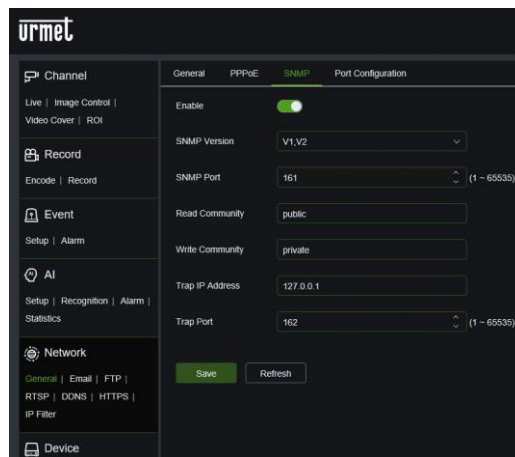 urmet
Channel
Live | Image Control |
Video Cover | ROI
Record
Encode | Record
Event
Setup | Alarm
AI
Setup | Recognition | Alarm |
Statistics
Network
General | Email | FTP |
RTSP | DDNS | HTTPS |
IP Filter
Device
General PPPoE SNMP Port Configuration
Enable
SNMP Version V1,V2
SNMP Port 161 (1 ~ 65535)
Read Community public
Write Community private
Trap IP Address 127.0.0.1
Trap Port 162 (1 ~ 65535)
Save Refresh